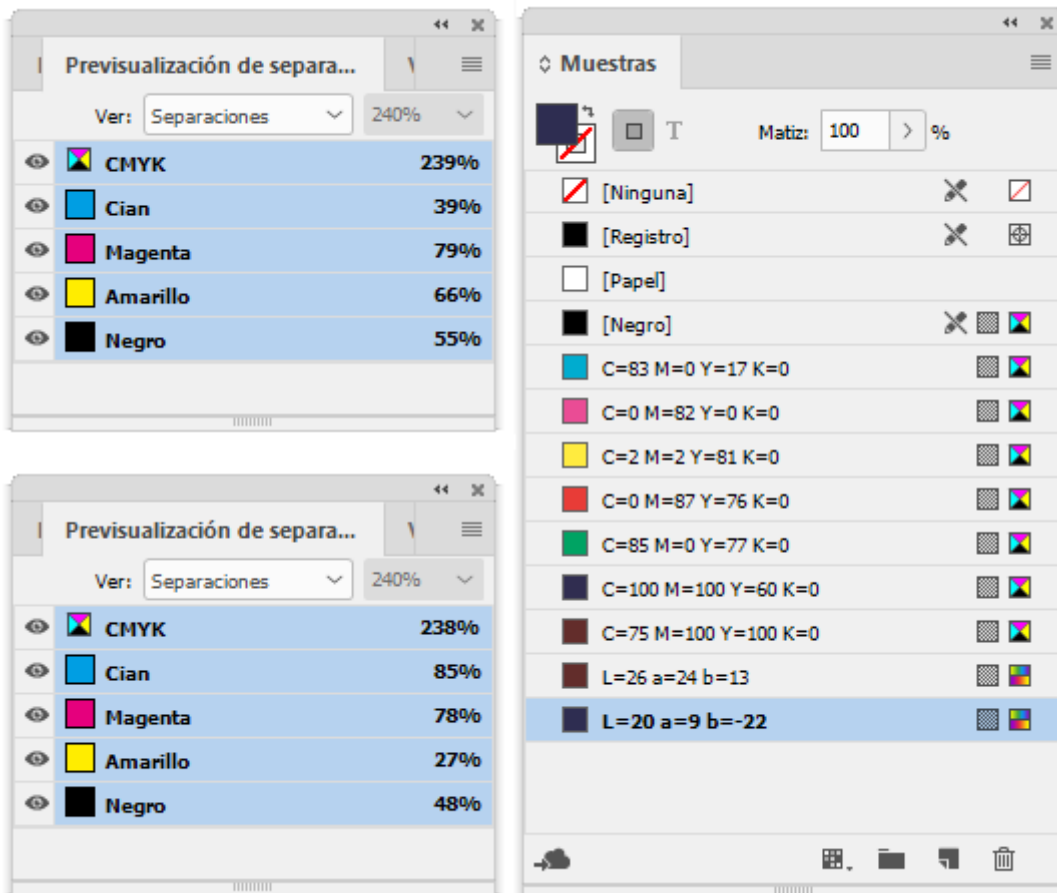 Previsualización de separa...
Ver: Separaciones 240%
CMYK 239%
Cian 39%
Magenta 79%
Amarillo 66%
Negro 55%
Previsualización de separa...
Ver: Separaciones 240%
CMYK 238%
Cian 85%
Magenta 78%
Amarillo 27%
Negro 48%
Muestras
T Matiz: 100 %
[Ninguna]
[Registro]
[Papel]
[Negro]
C=83 M=0 Y=17 K=0
C=0 M=82 Y=0 K=0
C=2 M=2 Y=81 K=0
C=0 M=87 Y=76 K=0
C=85 M=0 Y=77 K=0
C=100 M=100 Y=60 K=0
C=75 M=100 Y=100 K=0
L=26 a=24 b=13
L=20 a=9 b=-22